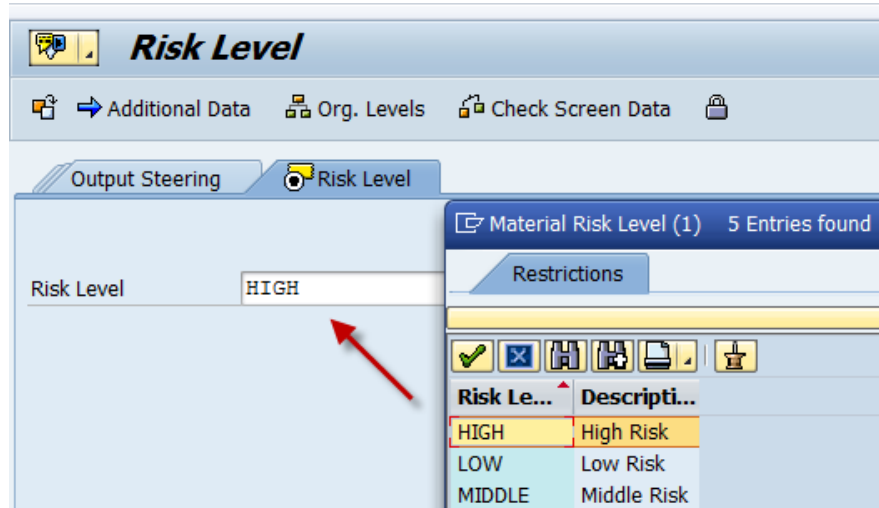 Risk Level
Additional Data Org. Levels Check Screen Data
Output Steering Risk Level
Material Risk Level (1) 5 Entries found
Restrictions
Risk Level HIGH
Risk Le... Descripti...
HIGH High Risk
LOW Low Risk
MIDDLE Middle Risk